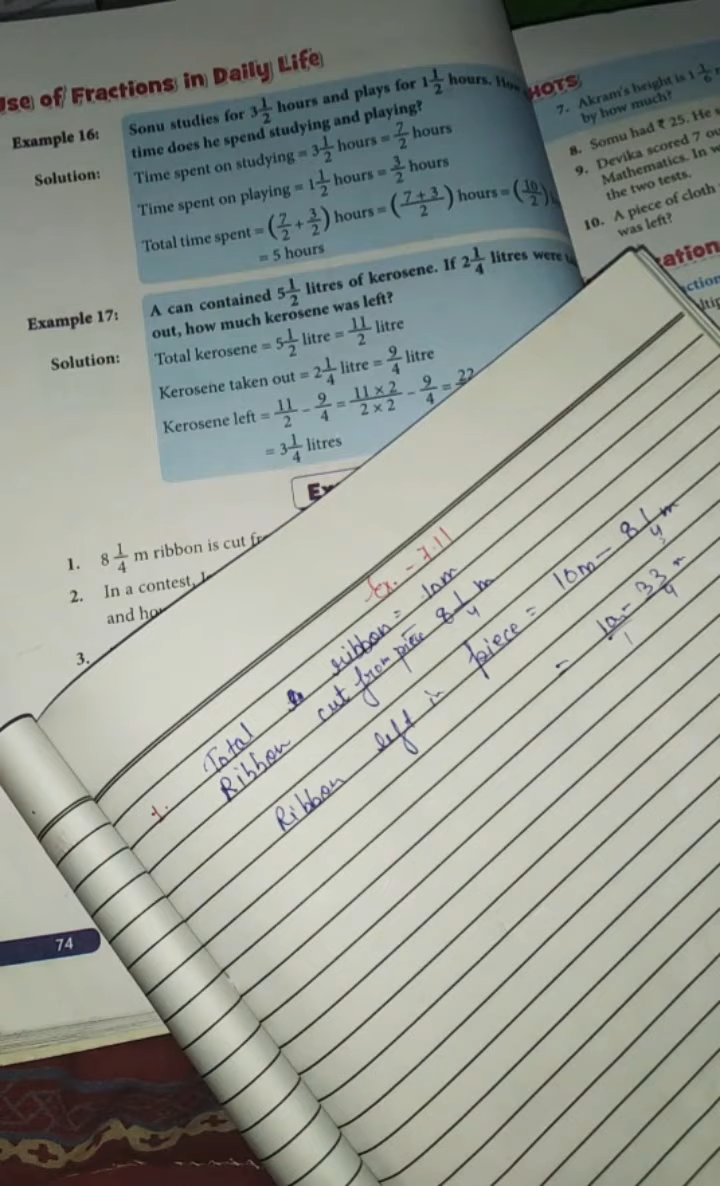 Use of Fractions in Daily Life
Example 16: Sonu studies for 3 1/2 hours and plays for 1 1/2 hours.
time does he spend studying and playing?
Solution: Time spent on studying = 3 1/2 hours = 7/2 hours
Time spent on playing = 1 1/2 hours = 3/2 hours
Total time spent = (7/2 + 3/2) hours = ((7 + 3)/2) hours = (10/2)
= 5 hours
Example 17: A can contained 5 1/2 litres of kerosene. If 2 1/4 litres were
out, how much kerosene was left?
Solution: Total kerosene = 5 1/2 litre = 11/2 litre
Kerosene taken out = 2 1/4 litre = 9/4 litre
Kerosene left = 11/2 - 9/4 = (11 × 2)/(2 × 2) - 9/4 = 22
= 3 1/4 litres
1. 8 1/4 m ribbon is cut
2. In a contest,
and
3.
74
HOTS
7. Akram's height is 1 1/6
by how much?
8. Somu had ₹ 25. He
9. Devika scored 7
Mathematics. In
the two tests.
10. A piece of cloth
was left?
Ex. - 7.11
1. Total ribbon = 10m
Ribbon cut from piece 8 1/4 m
Ribbon left in piece = 10m - 8 1/4 m
= 10/1 - 33/4 m